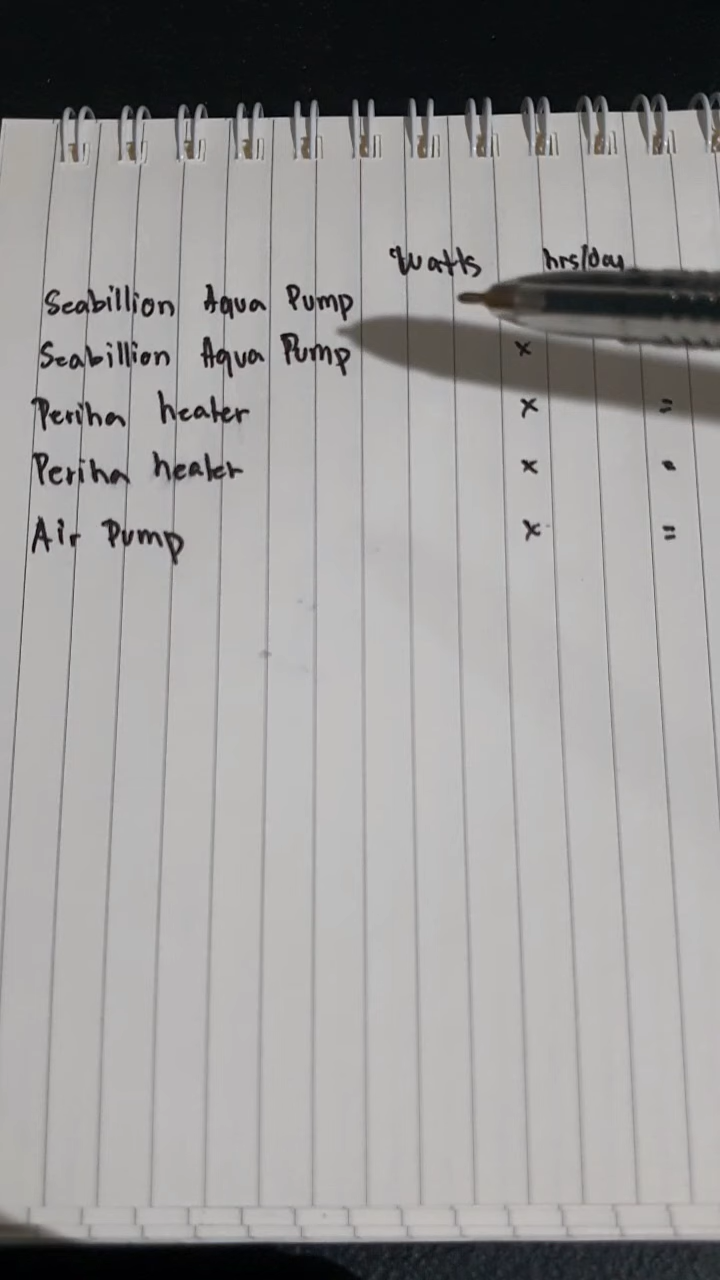 Watts hrs/day
Seabillion Aqua Pump
Seabillion Aqua Pump x
Periha heater x =
Periha heater x
Air Pump x =